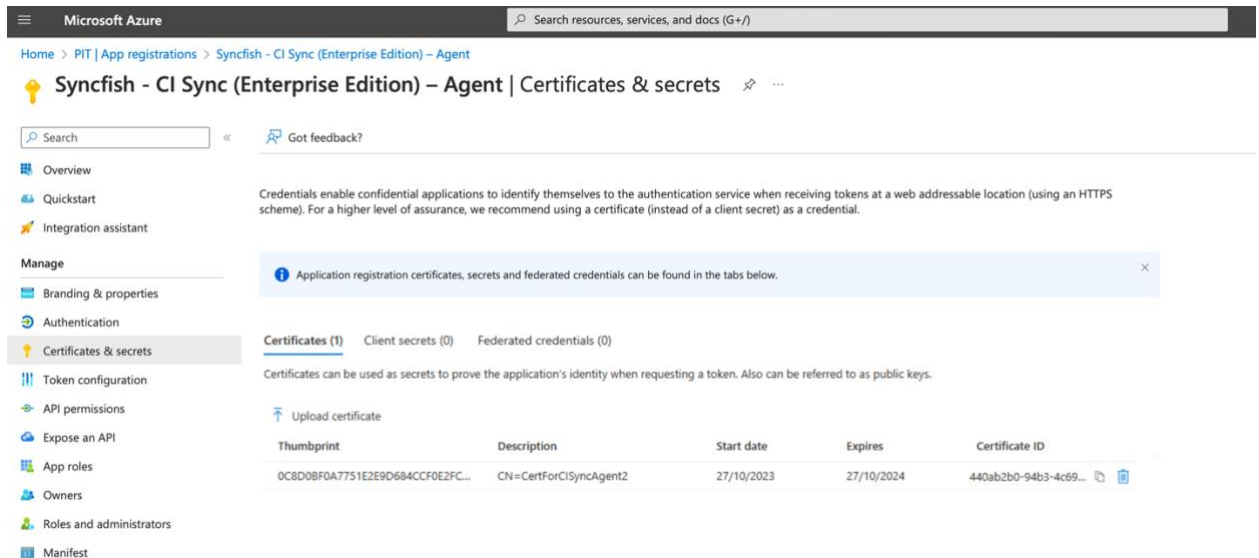 Microsoft Azure
Search resources, services, and docs (G+/)
Home > PIT | App registrations > Syncfish - CI Sync (Enterprise Edition) – Agent
Syncfish - CI Sync (Enterprise Edition) – Agent | Certificates & secrets
Search
Got feedback?
Overview
Quickstart
Integration assistant
Credentials enable confidential applications to identify themselves to the authentication service when receiving tokens at a web addressable location (using an HTTPS
scheme). For a higher level of assurance, we recommend using a certificate (instead of a client secret) as a credential.
Manage
Application registration certificates, secrets and federated credentials can be found in the tabs below.
Branding & properties
Authentication
Certificates & secrets
Token configuration
API permissions
Expose an API
App roles
Owners
Roles and administrators
Manifest
Certificates (1) Client secrets (0) Federated credentials (0)
Certificates can be used as secrets to prove the application's identity when requesting a token. Also can be referred to as public keys.
Upload certificate
Thumbprint Description Start date Expires Certificate ID
0C8D08F0A7751E2E9D684CCF0E2FC... CN=CertForCISyncAgent2 27/10/2023 27/10/2024 440ab2b0-94b3-4c69...